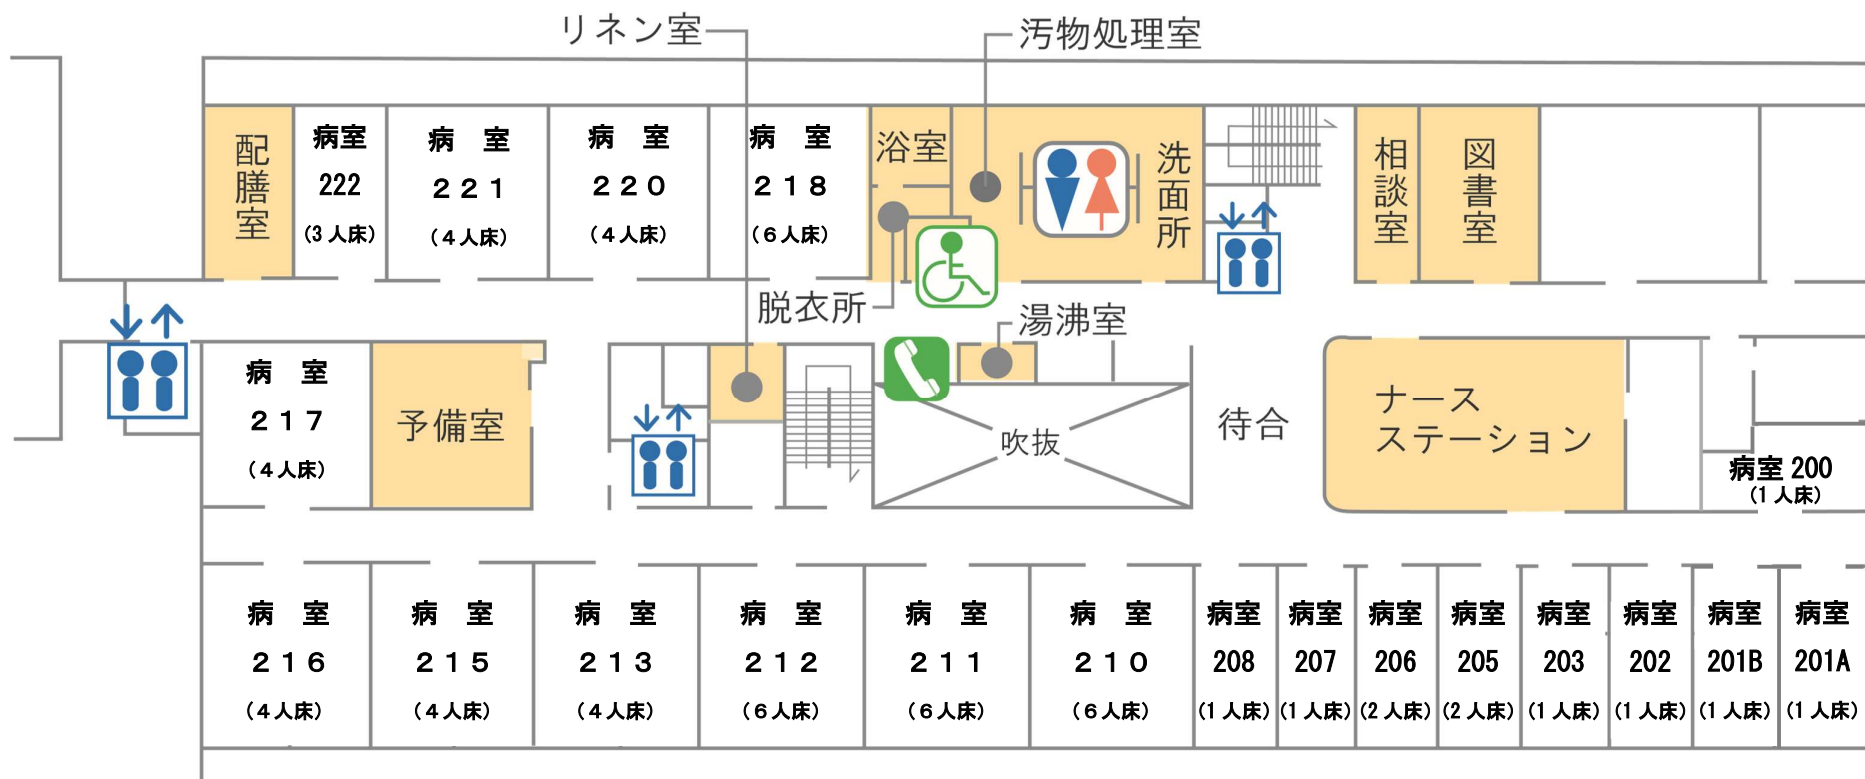 リネン室
汚物処理室
配膳室
病室
222
(3人床)
病　室
２２１
(４人床)
病　室
２２０
(４人床)
病　室
２１８
(６人床)
浴室
洗面所
相談室
図書室
脱衣所
湯沸室
病　室
２１７
(４人床)
予備室
吹抜
待合
ナース
ステーション
病室 200
(1人床)
病　室
２１６
(４人床)
病　室
２１５
(４人床)
病　室
２１３
(４人床)
病　室
２１２
(６人床)
病　室
２１１
(６人床)
病　室
２１０
(６人床)
病室
208
(1人床)
病室
207
(1人床)
病室
206
(2人床)
病室
205
(2人床)
病室
203
(1人床)
病室
202
(1人床)
病室
201B
(1人床)
病室
201A
(1人床)